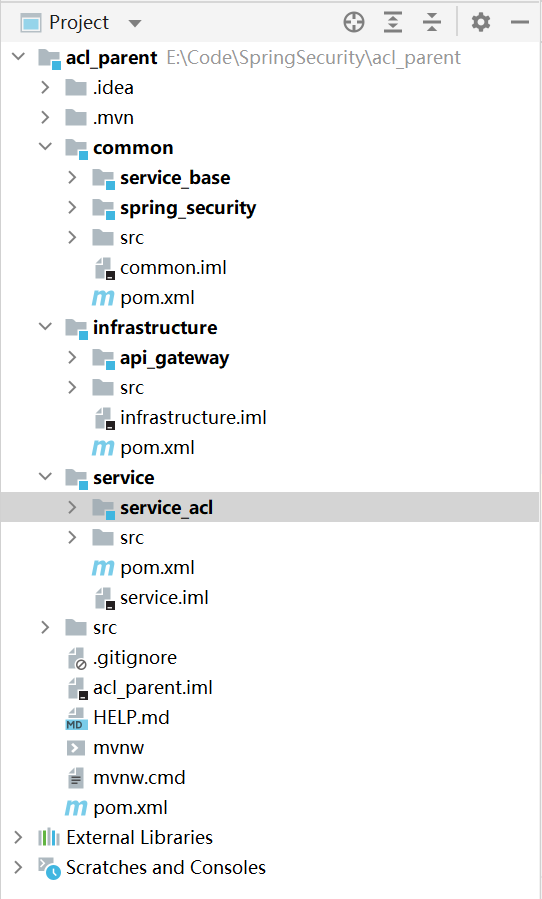 Project
acl_parent E:\Code\SpringSecurity\acl_parent
.idea
.mvn
common
service_base
spring_security
src
common.iml
pom.xml
infrastructure
api_gateway
src
infrastructure.iml
pom.xml
service
service_acl
src
pom.xml
service.iml
src
.gitignore
acl_parent.iml
HELP.md
mvnw
mvnw.cmd
pom.xml
External Libraries
Scratches and Consoles